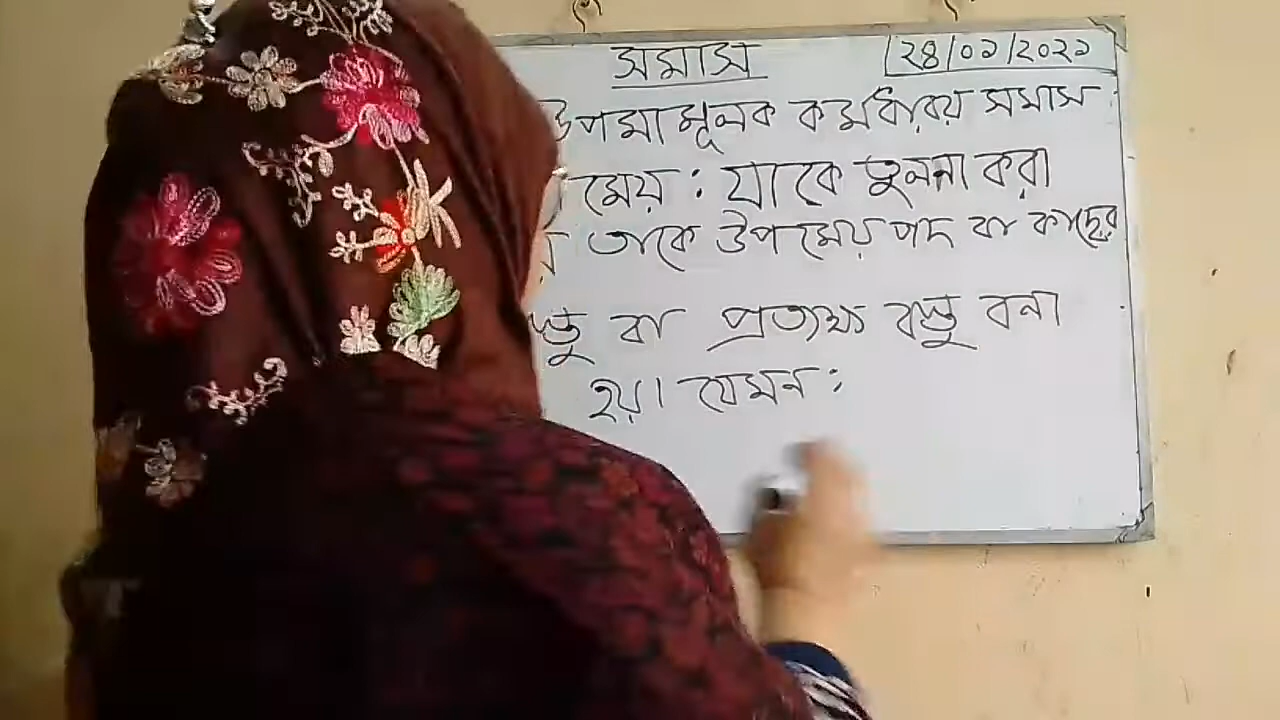 সমাস
২৪/০১/২০২১
উপমামূলক কর্মধারয় সমাস
মেয় : যাকে তুলনা করা
তাকে উপমেয় পদ বা কাছের
বা প্রত্যক্ষ বস্তু বলা
হয়। যেমন :